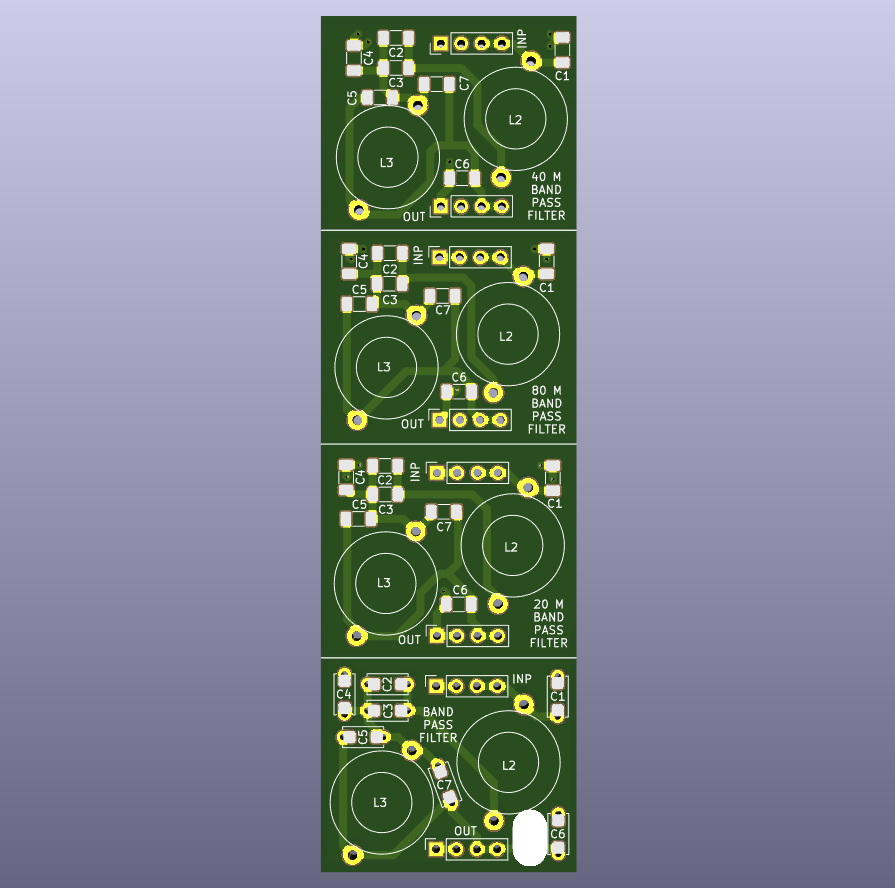 INP
C2
C4
C3
C1
C7
C5
L2
L3
C6
40 M
BAND
PASS
FILTER
OUT
INP
C4
C2
C1
C3
C5
C7
L2
L3
C6
80 M
BAND
PASS
FILTER
OUT
INP
C4
C2
C1
C3
C5
C7
L2
L3
C6
20 M
BAND
PASS
FILTER
OUT
INP
C2
C4
C1
C3
BAND
PASS
FILTER
C5
L2
C7
L3
OUT
C6